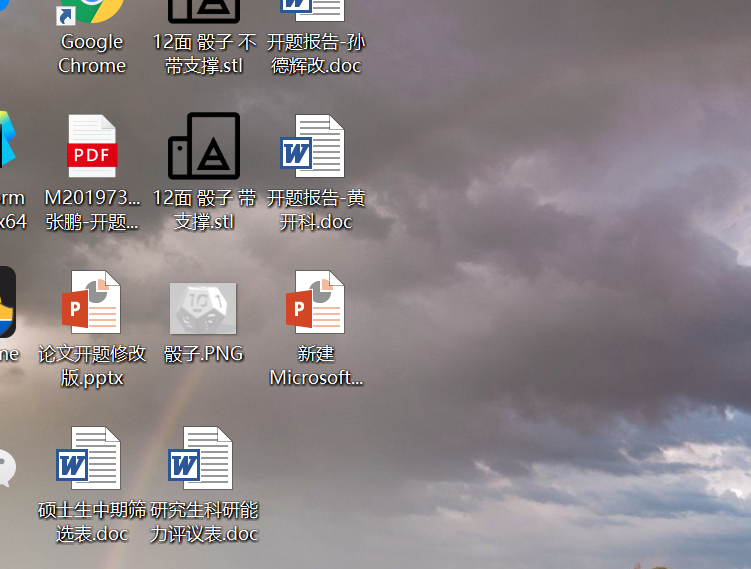 Google
Chrome
12面 骰子 不
带支撑.stl
开题报告-孙
德辉改.doc
PDF
M201973...
张鹏-开题...
12面 骰子 带
支撑.stl
开题报告-黄
开科.doc
rm
x64
论文开题修改
版.pptx
骰子.PNG
新建
Microsoft...
ne
硕士生中期筛
选表.doc
研究生科研能
力评议表.doc